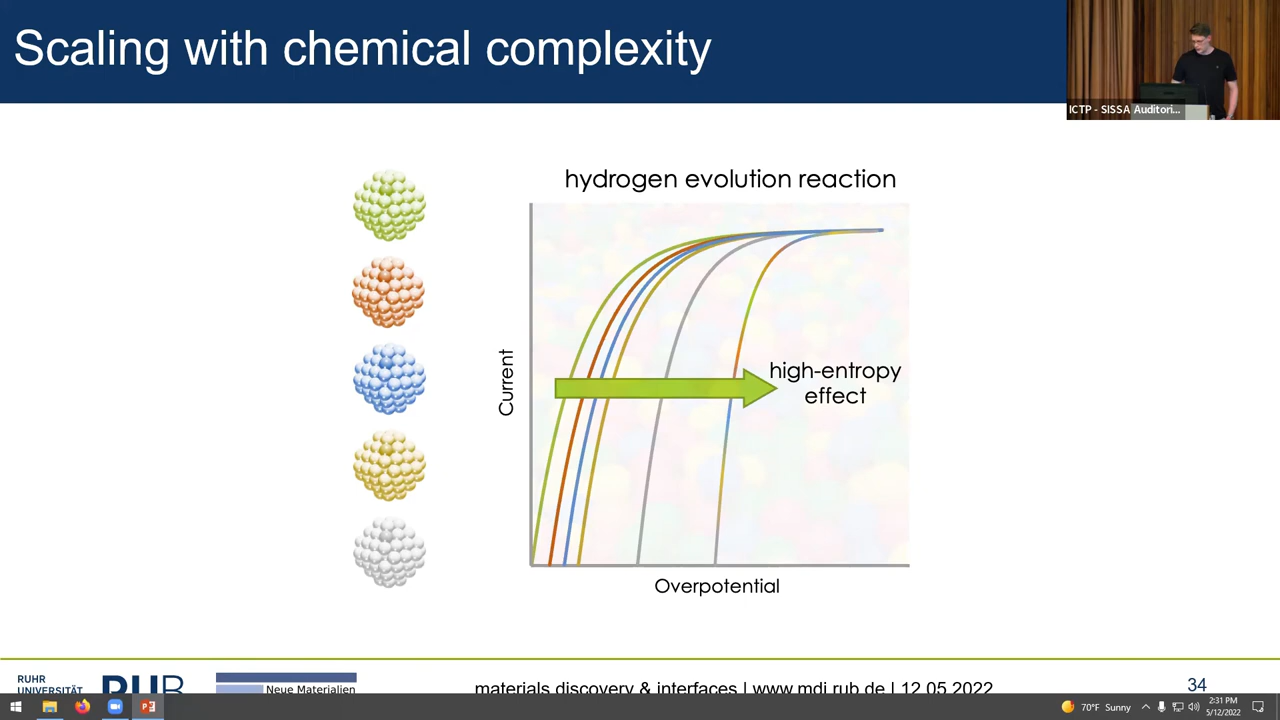 Scaling with chemical complexity
ICTP - SISSA Auditori...
hydrogen evolution reaction
Current
high-entropy
effect
Overpotential
RUHR
UNIVERSITÄT
RUB
Neue Materialien
materials discovery & interfaces | www.mdi.rub.de | 12.05.2022
34
70°F Sunny
2:31 PM
5/12/2022